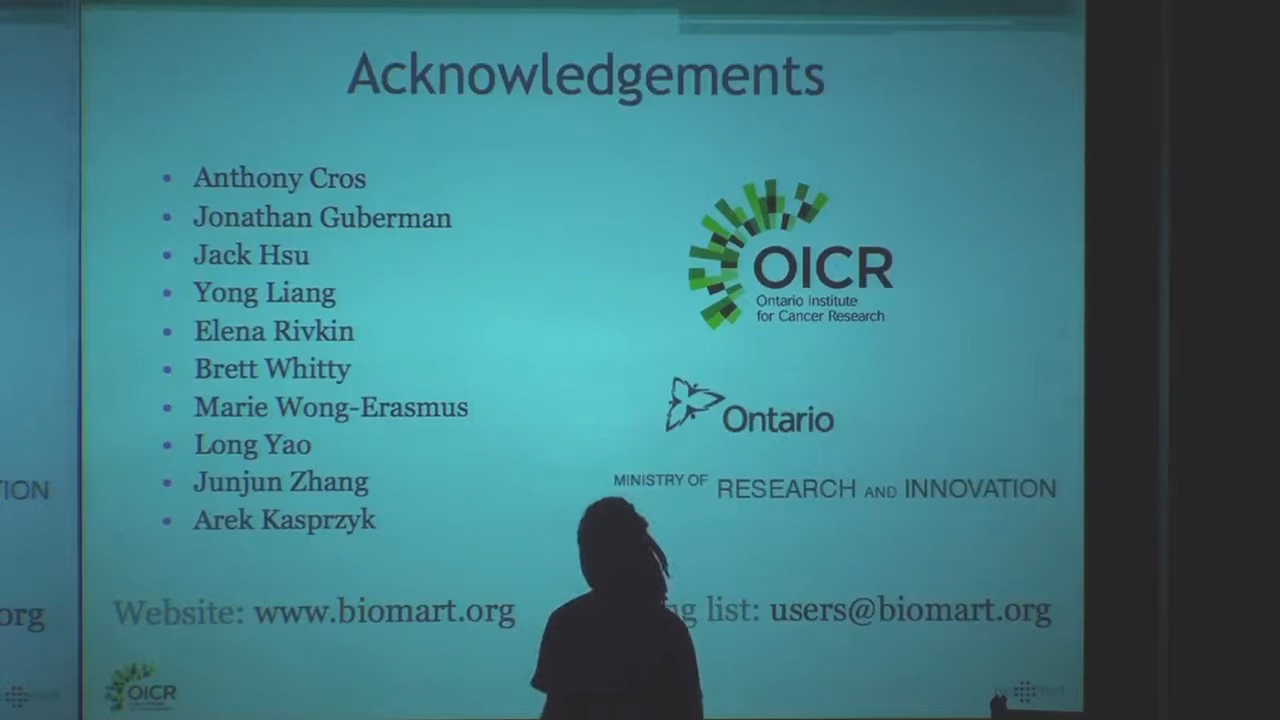 Acknowledgements
• Anthony Cros
• Jonathan Guberman
• Jack Hsu
• Yong Liang
• Elena Rivkin
• Brett Whitty
• Marie Wong-Erasmus
• Long Yao
• Junjun Zhang
• Arek Kasprzyk
OICR
Ontario Institute
for Cancer Research
Ontario
MINISTRY OF RESEARCH AND INNOVATION
Website: www.biomart.org
list: users@biomart.org
OICR
ION
org